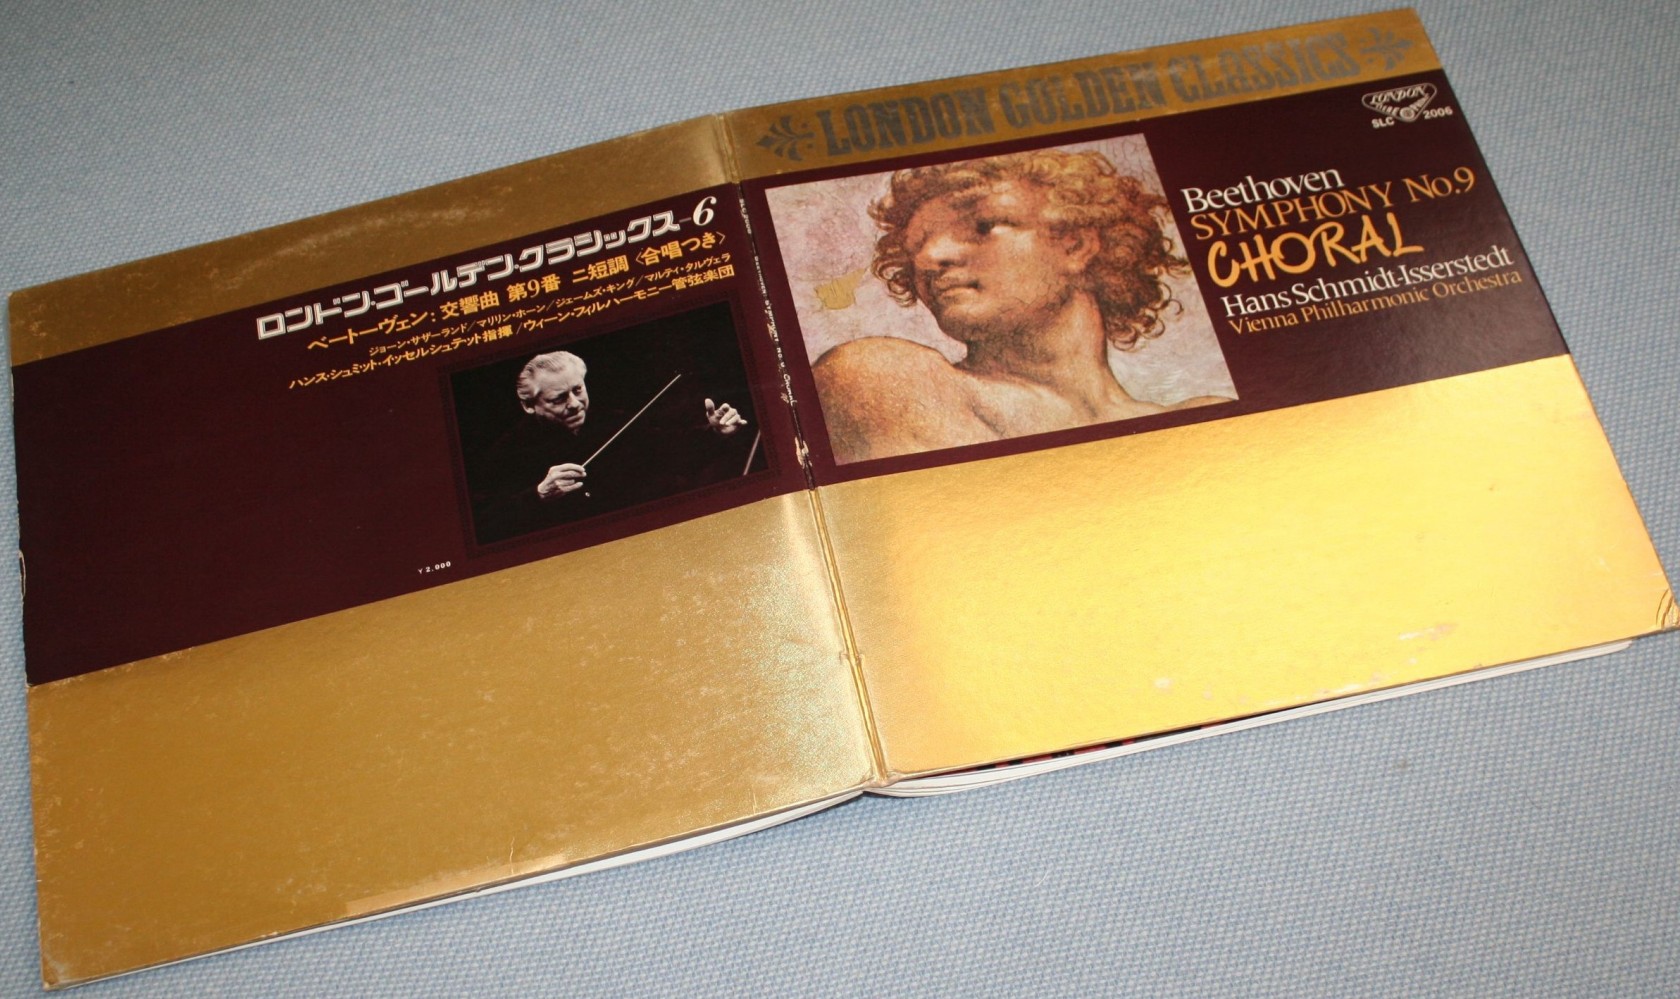 ロンドン・ゴールデン・クラシックス-6
ベートーヴェン：交響曲 第9番 ニ短調〈合唱つき〉
ジョーン・サザーランド/マリリン・ホーン/ジェームズ・キング/マルティ・タルヴェラ
ハンス・シュミット・イッセルシュテット指揮/ウィーン・フィルハーモニー管弦楽団
¥2,000
LONDON GOLDEN CLASSICS
LONDON
SLC 2006
Beethoven
SYMPHONY No.9
CHORAL
Hans Schmidt-Isserstedt
Vienna Philharmonic Orchestra